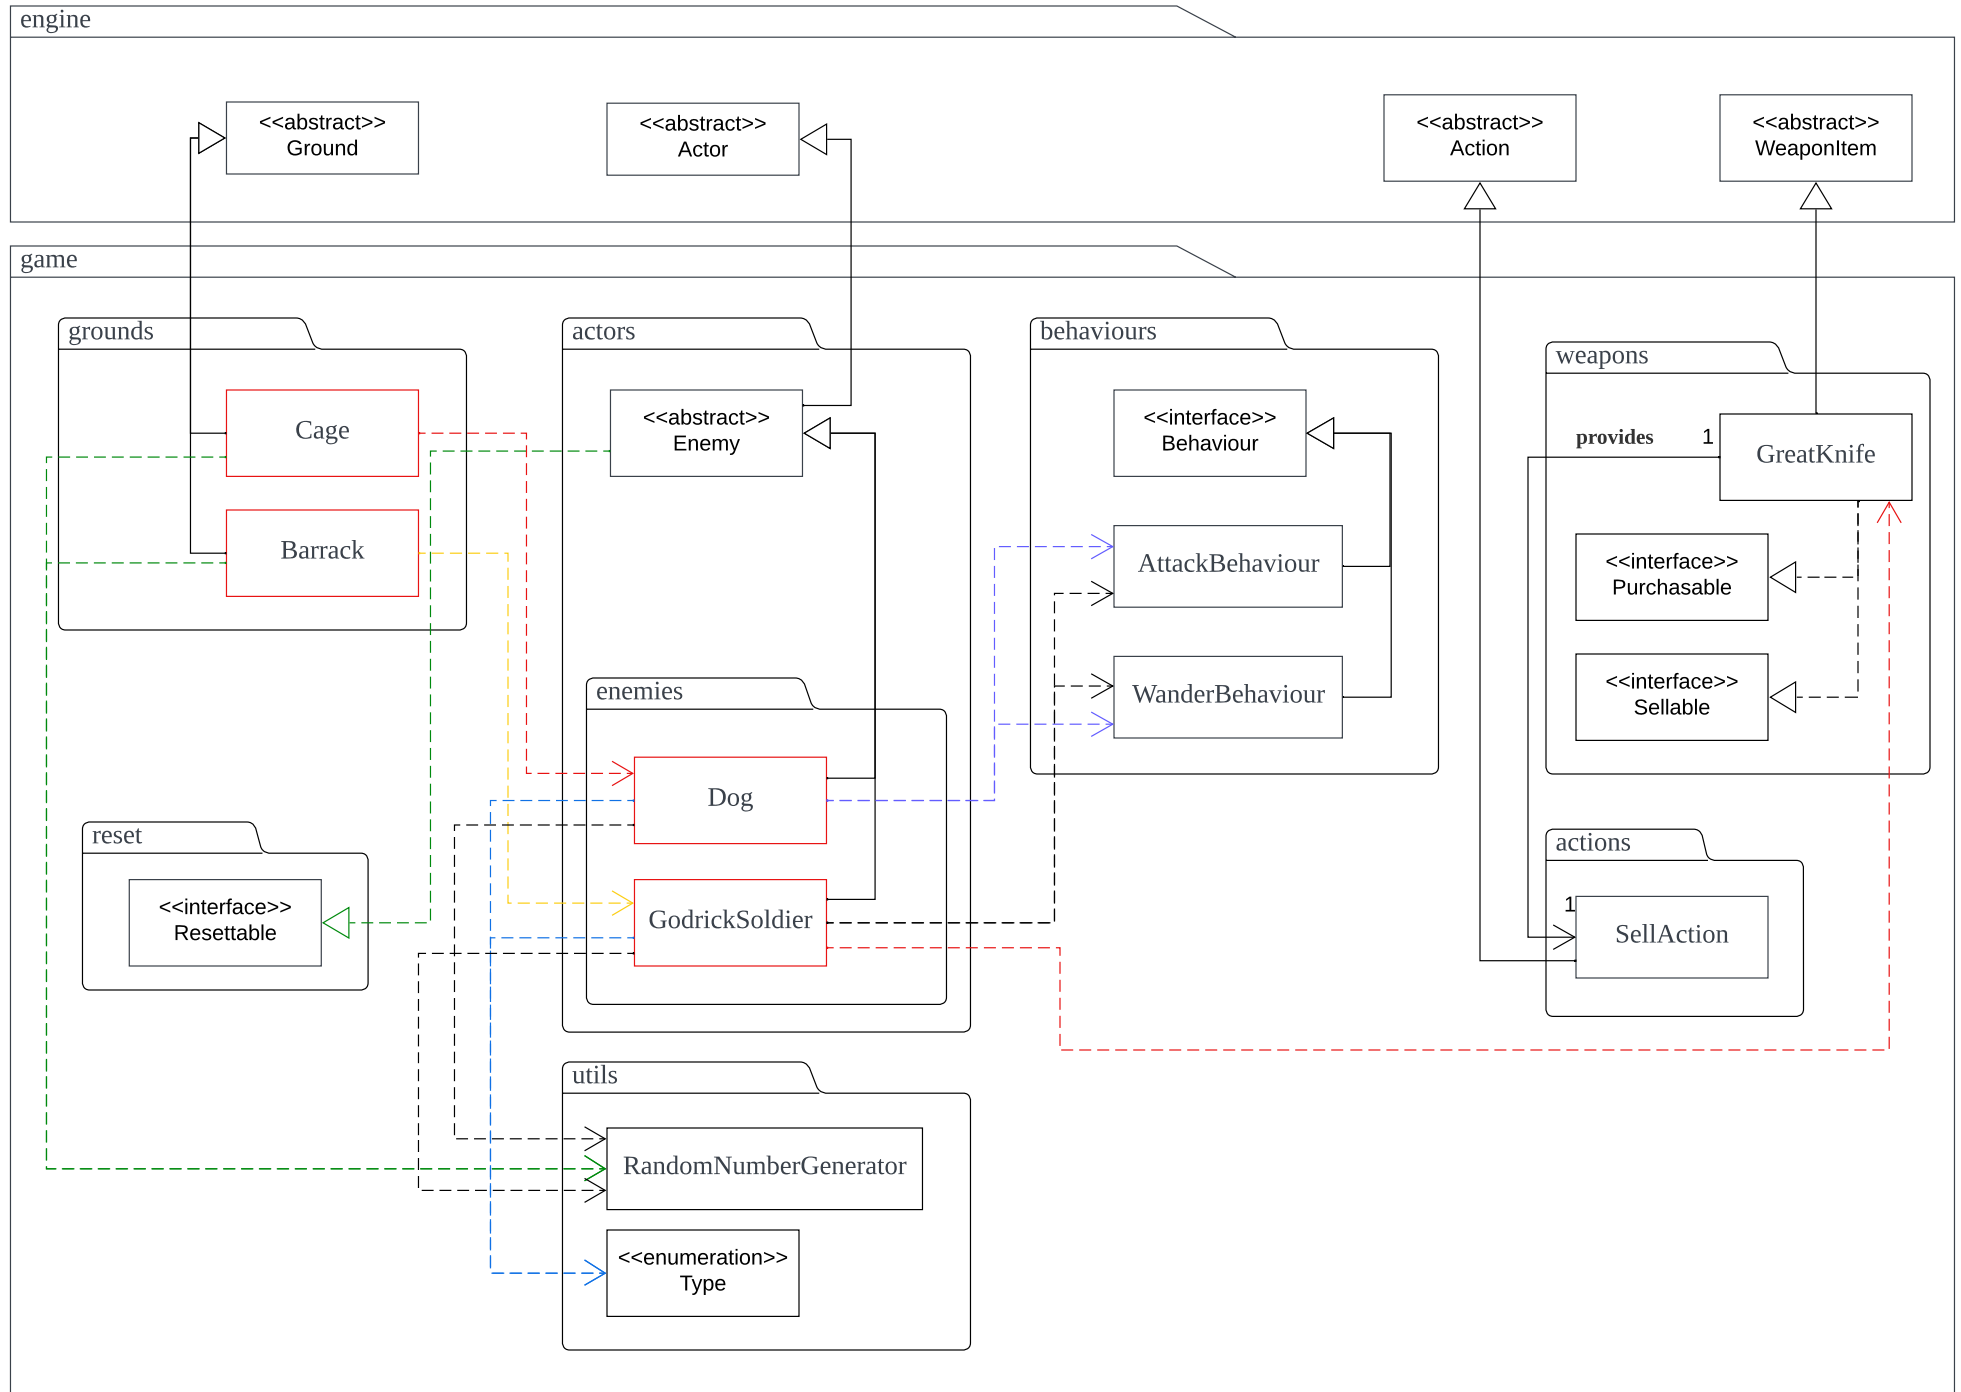 engine
<<abstract>>
Ground
<<abstract>>
Actor
<<abstract>>
Action
<<abstract>>
WeaponItem
game
grounds
Cage
Barrack
actors
<<abstract>>
Enemy
enemies
Dog
GodrickSoldier
behaviours
<<interface>>
Behaviour
AttackBehaviour
WanderBehaviour
weapons
provides
1
GreatKnife
<<interface>>
Purchasable
<<interface>>
Sellable
reset
<<interface>>
Resettable
actions
1
SellAction
utils
RandomNumberGenerator
<<enumeration>>
Type